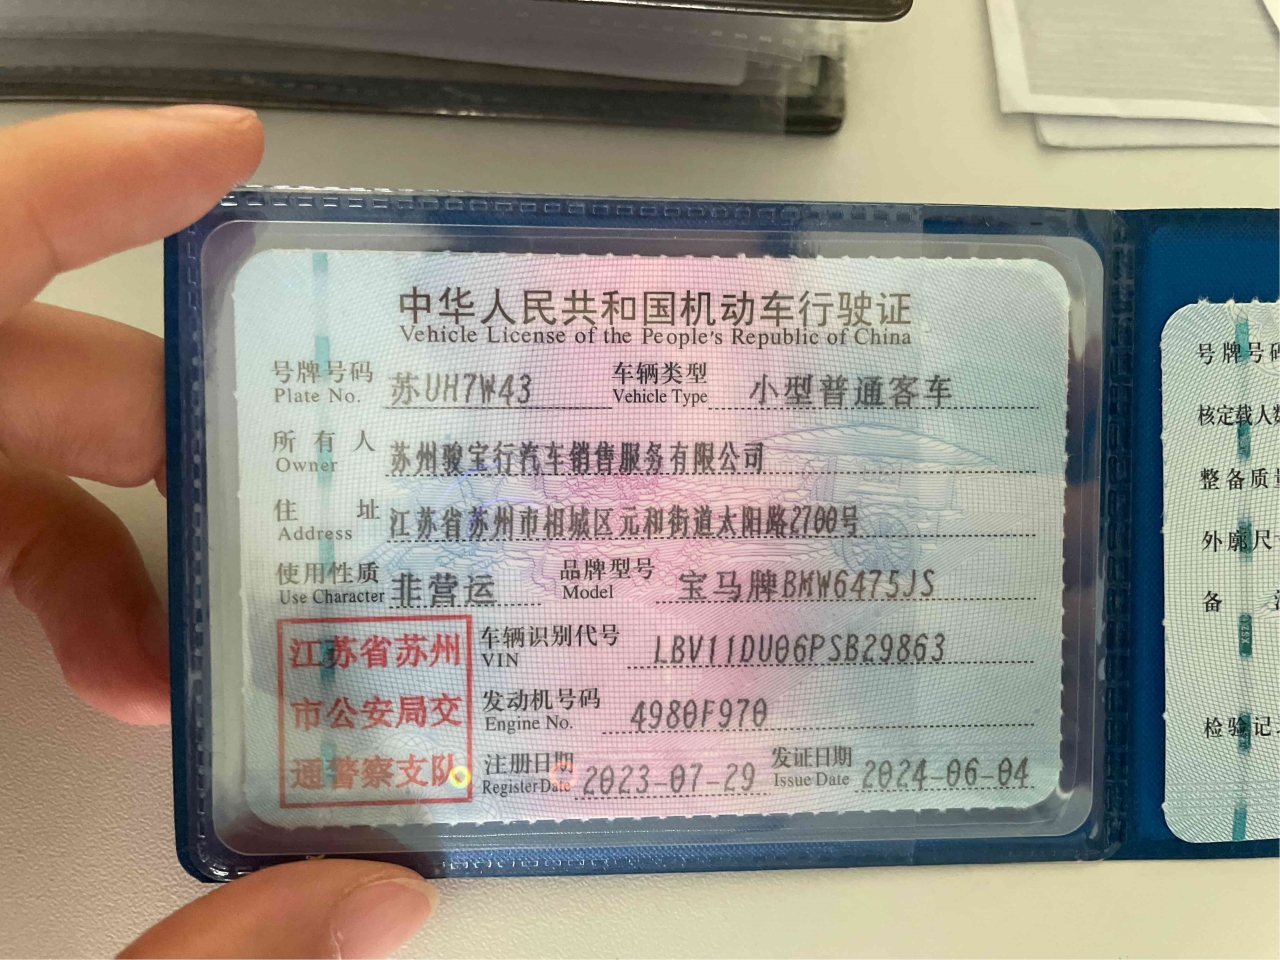 中华人民共和国机动车行驶证
Vehicle License of the People's Republic of China
号牌号码 苏UH7W43 车辆类型 小型普通客车
Plate No. Vehicle Type
所有人 苏州骏宝行汽车销售服务有限公司
Owner
住址 江苏省苏州市相城区元和街道太阳路2700号
Address
使用性质 非营运 品牌型号 宝马牌BMW6475JS
Use Character Model
江苏省苏州
市公安局交
通警察支队
车辆识别代号 LBV11DU06PSB29863
VIN
发动机号码 4980F970
Engine No.
注册日期 2023-07-29 发证日期 2024-06-04
Register Date Issue Date
号牌号码
核定载人
整备质量
外廓尺
备
检验记